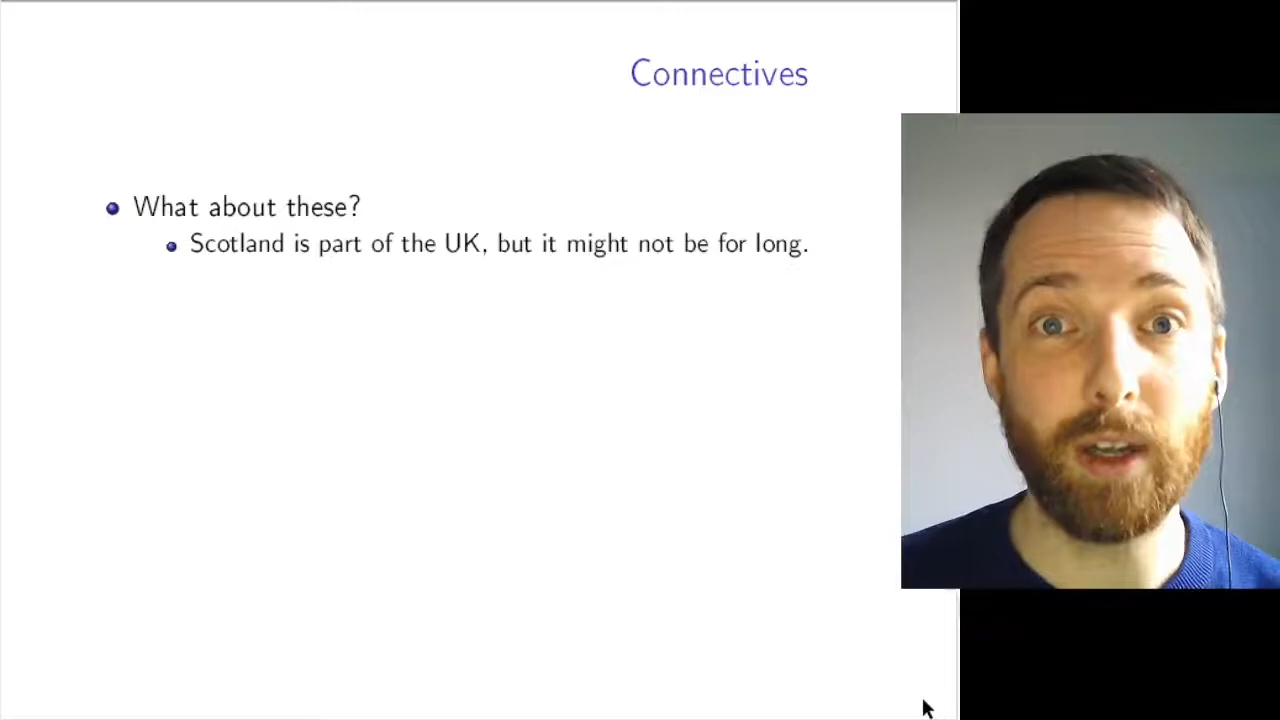 Connectives
What about these?
Scotland is part of the UK, but it might not be for long.